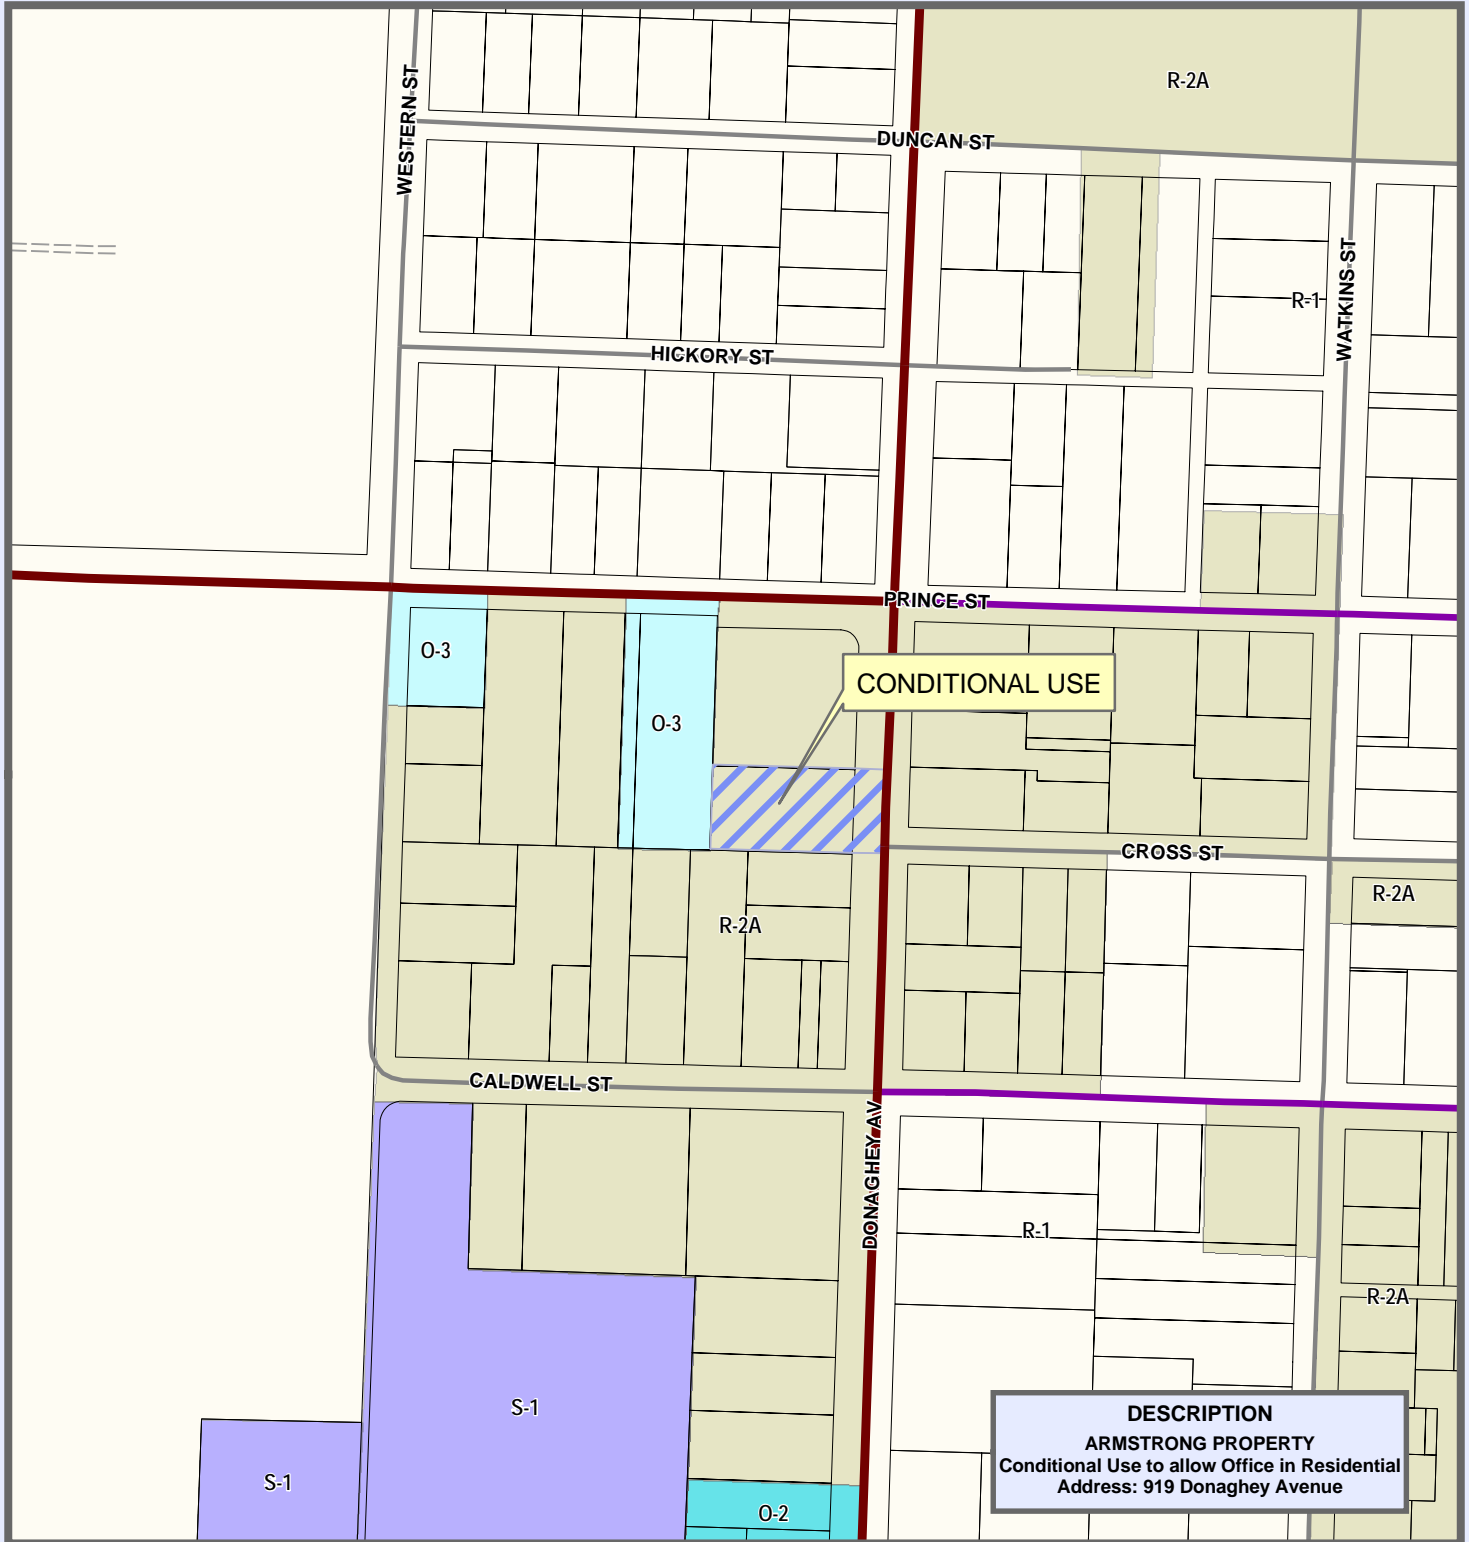 R-2A
WESTERN ST
DUNCAN ST
WATKINS ST
R-1
HICKORY ST
PRINCE ST
O-3
CONDITIONAL USE
O-3
CROSS ST
R-2A
R-2A
CALDWELL ST
DONAGHEY AV
R-1
R-2A
S-1
S-1
O-2
DESCRIPTION
ARMSTRONG PROPERTY
Conditional Use to allow Office in Residential
Address: 919 Donaghey Avenue